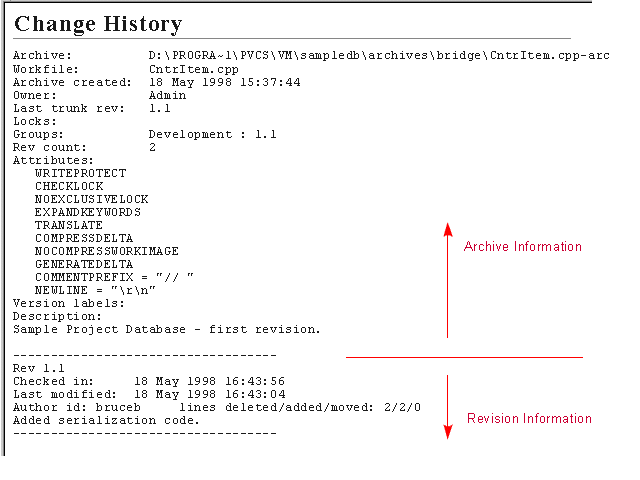 Change History
Archive: D:\PROGRA~1\PVCS\VM\sampledb\archives\bridge\CntrItem.cpp-arc
Workfile: CntrItem.cpp
Archive created: 18 May 1998 15:37:44
Owner: Admin
Last trunk rev: 1.1
Locks:
Groups: Development : 1.1
Rev count: 2
Attributes:
WRITEPROTECT
CHECKLOCK
NOEXCLUSIVELOCK
EXPANDKEYWORDS
TRANSLATE
COMPRESSDELTA
NOCOMPRESSWORKIMAGE
GENERATEDELTA
COMMENTPREFIX = "// "
NEWLINE = "\r\n"
Version labels:
Description:
Sample Project Database - first revision.
Archive Information
-----------------------------------
Rev 1.1
Checked in: 18 May 1998 16:43:56
Last modified: 18 May 1998 16:43:04
Author id: bruceb lines deleted/added/moved: 2/2/0
Added serialization code.
-----------------------------------
Revision Information